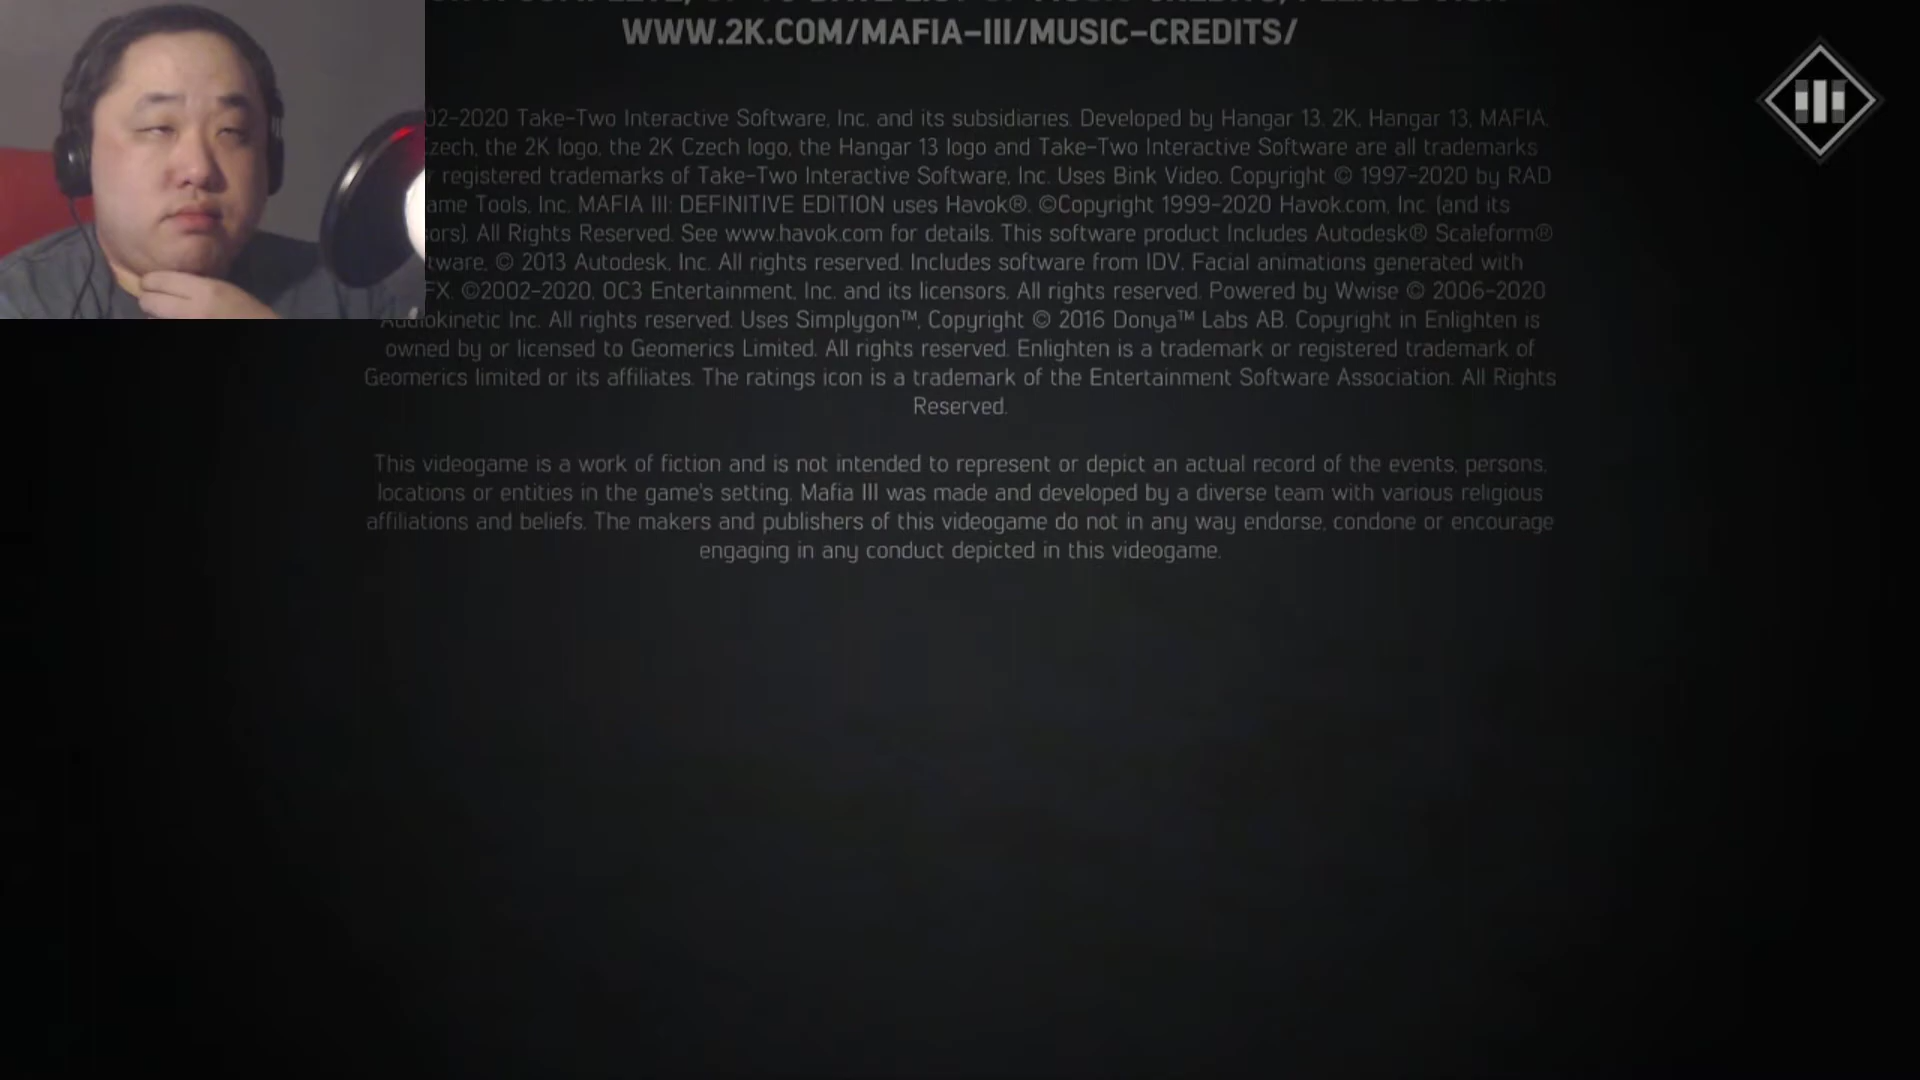 WWW.2K.COM/MAFIA-III/MUSIC-CREDITS/
02-2020 Take-Two Interactive Software, Inc. and its subsidiaries. Developed by Hangar 13. 2K, Hangar 13, MAFIA,
zech, the 2K logo, the 2K Czech logo, the Hangar 13 logo and Take-Two Interactive Software are all trademarks
registered trademarks of Take-Two Interactive Software, Inc. Uses Bink Video. Copyright © 1997-2020 by RAD
ame Tools, Inc. MAFIA III: DEFINITIVE EDITION uses Havok®. ©Copyright 1999-2020 Havok.com, Inc. (and its
ors). All Rights Reserved. See www.havok.com for details. This software product Includes Autodesk® Scaleform®
tware, © 2013 Autodesk, Inc. All rights reserved. Includes software from IDV. Facial animations generated with
FX. ©2002-2020, OC3 Entertainment, Inc. and its licensors. All rights reserved. Powered by Wwise © 2006-2020
Audiokinetic Inc. All rights reserved. Uses Simplygon™, Copyright © 2016 Donya™ Labs AB. Copyright in Enlighten is
owned by or licensed to Geomerics Limited. All rights reserved. Enlighten is a trademark or registered trademark of
Geomerics limited or its affiliates. The ratings icon is a trademark of the Entertainment Software Association. All Rights
Reserved.
This videogame is a work of fiction and is not intended to represent or depict an actual record of the events, persons,
locations or entities in the game's setting. Mafia III was made and developed by a diverse team with various religious
affiliations and beliefs. The makers and publishers of this videogame do not in any way endorse, condone or encourage
engaging in any conduct depicted in this videogame.